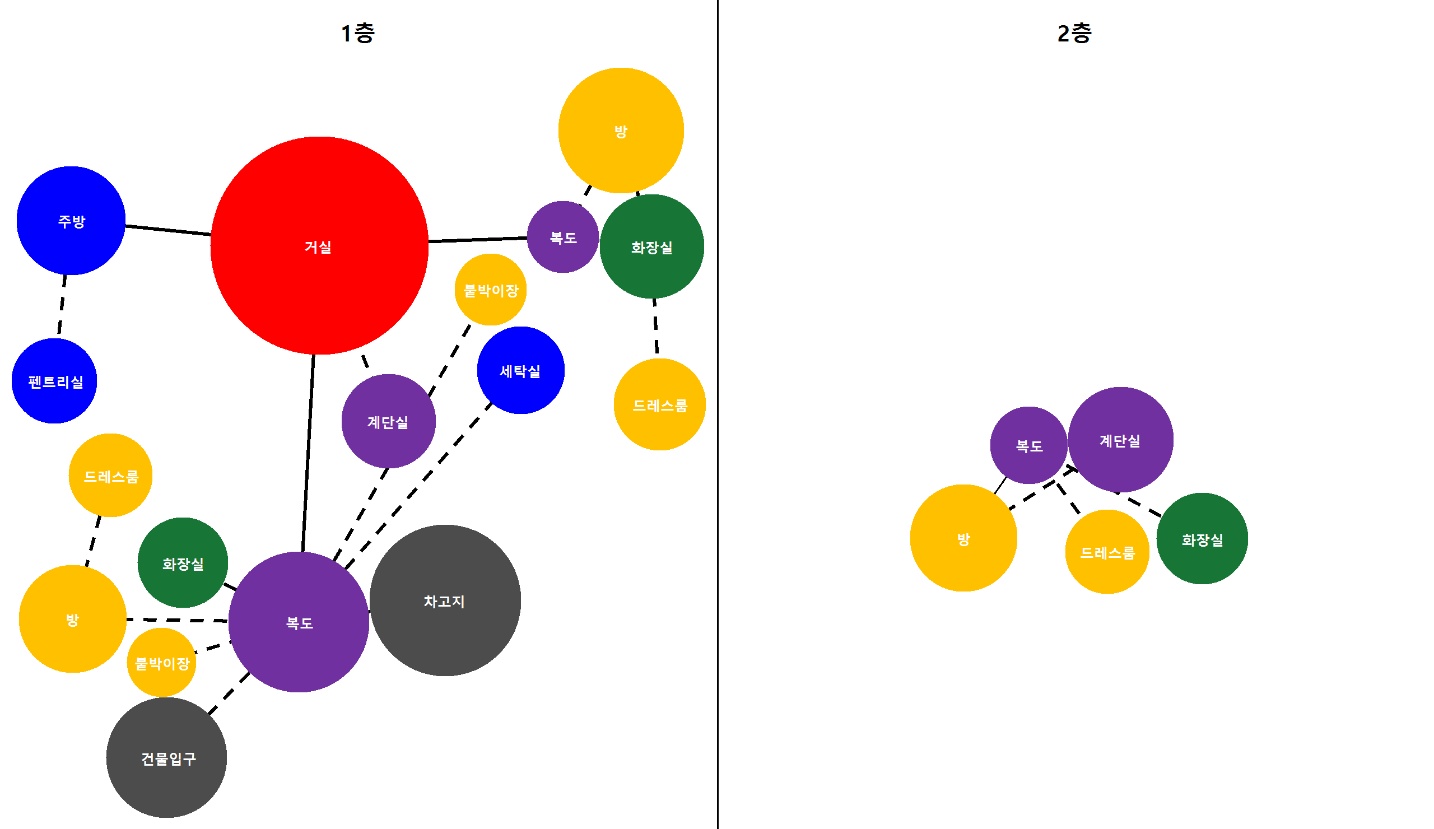 1층
방
주방
거실
복도
화장실
붙박이장
세탁실
펜트리실
드레스룸
계단실
드레스룸
화장실
차고지
방
복도
붙박이장
건물입구
2층
복도
계단실
방
드레스룸
화장실